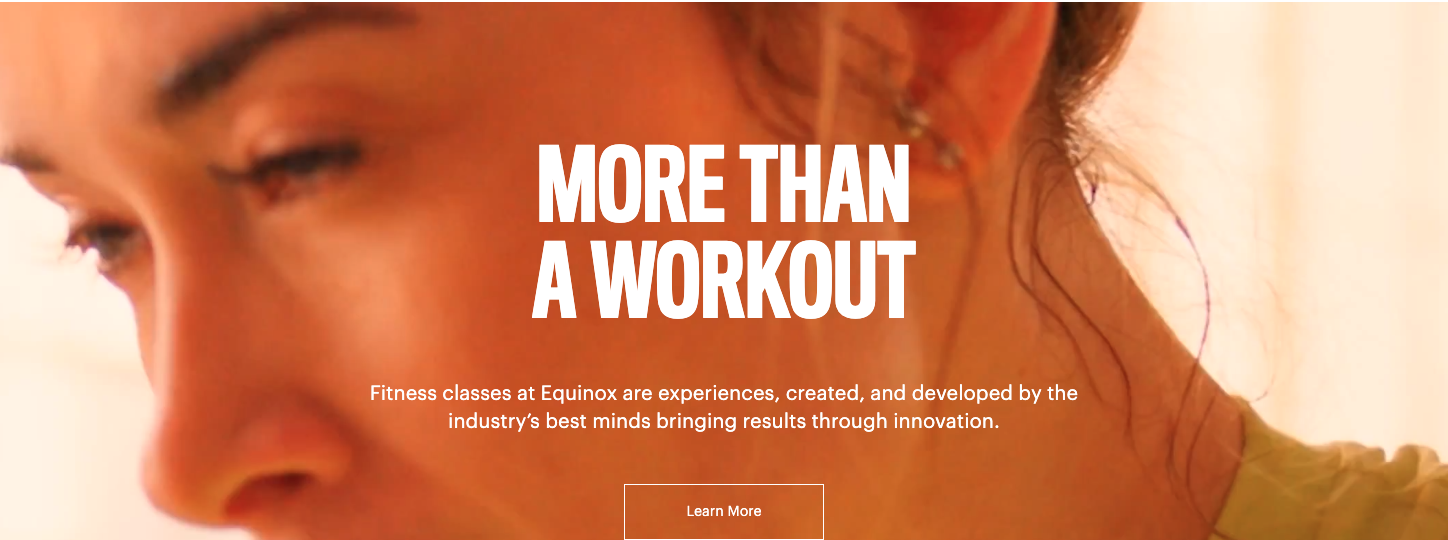 MORE THAN
A WORKOUT
Fitness classes at Equinox are experiences, created, and developed by the
industry’s best minds bringing results through innovation.
Learn More